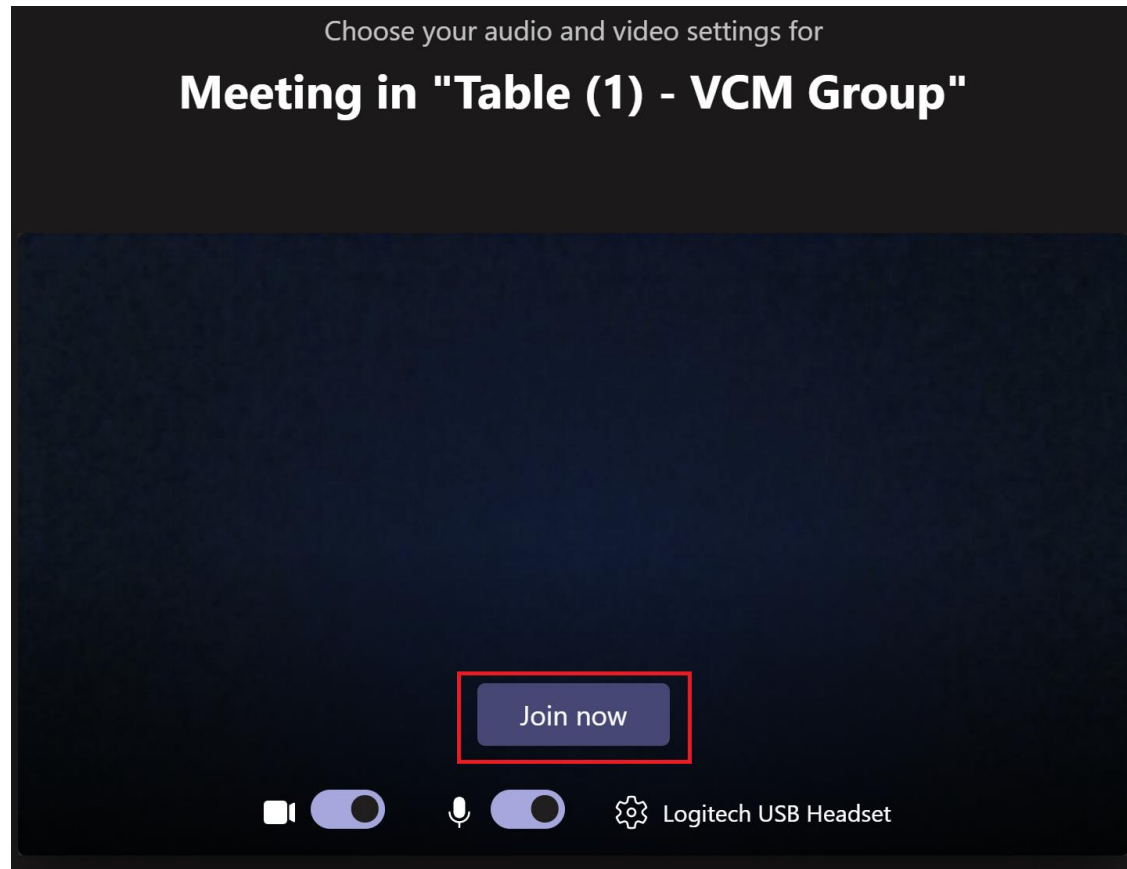 Choose your audio and video settings for
Meeting in "Table (1) - VCM Group"
Join now
Logitech USB Headset